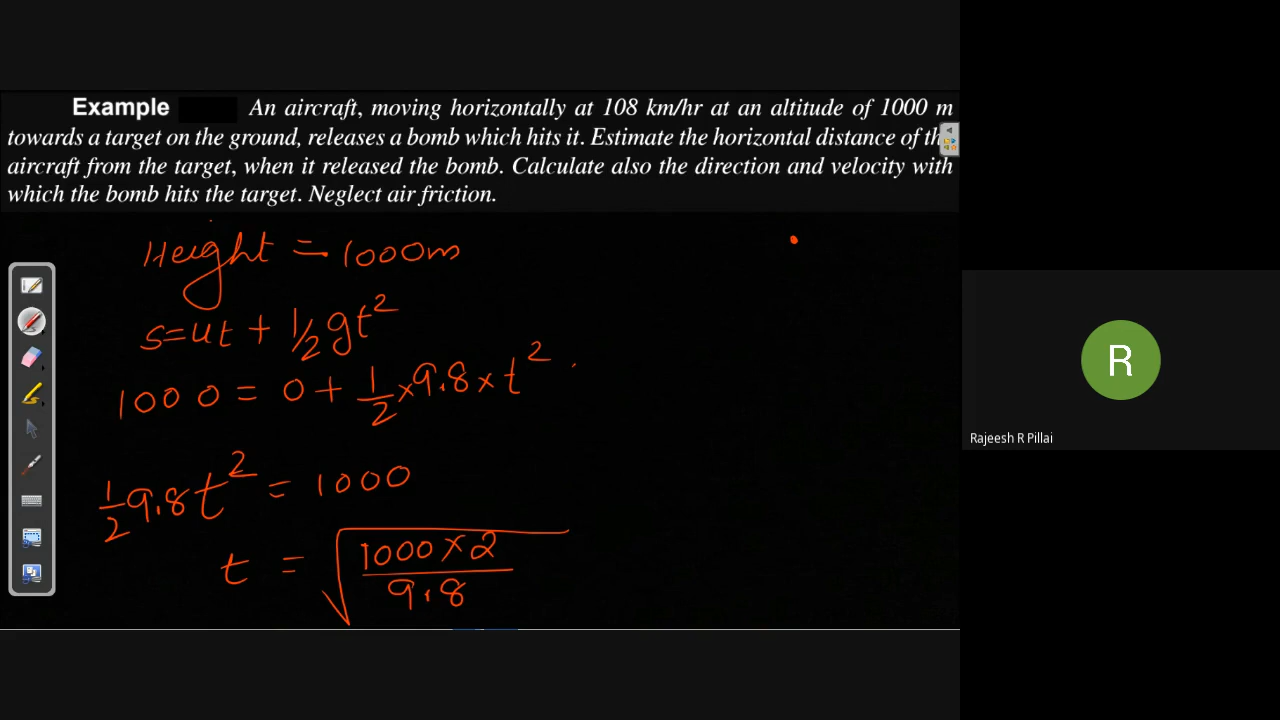 Example An aircraft, moving horizontally at 108 km/hr at an altitude of 1000 m
towards a target on the ground, releases a bomb which hits it. Estimate the horizontal distance of th
aircraft from the target, when it released the bomb. Calculate also the direction and velocity with
which the bomb hits the target. Neglect air friction.
Height = 1000m
s=ut + 1/2 gt²
1000 = 0 + 1/2 × 9.8 × t²
1/2 9.8t² = 1000
t = √(1000 × 2 / 9.8)
R
Rajeesh R Pillai